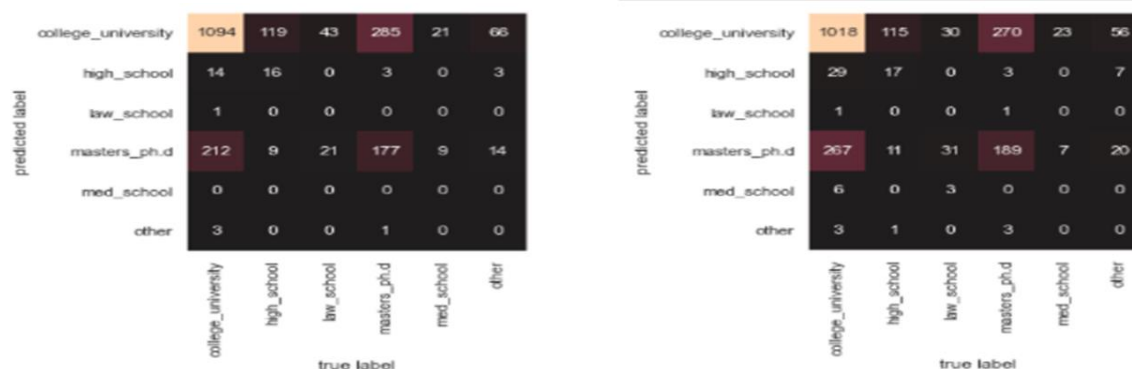 college_university 1094 119 43 285 21 66
high_school 14 16 0 3 0 3
law_school 1 0 0 0 0 0
masters_ph.d 212 9 21 177 9 14
med_school 0 0 0 0 0 0
other 3 0 0 1 0 0
predicted label
college_university high_school law_school masters_ph.d med_school other
true label
college_university 1018 115 30 270 23 56
high_school 29 17 0 3 0 7
law_school 1 0 0 1 0 0
masters_ph.d 267 11 31 189 7 20
med_school 6 0 3 0 0 0
other 3 1 0 3 0 0
predicted label
college_university high_school law_school masters_ph.d med_school other
true label